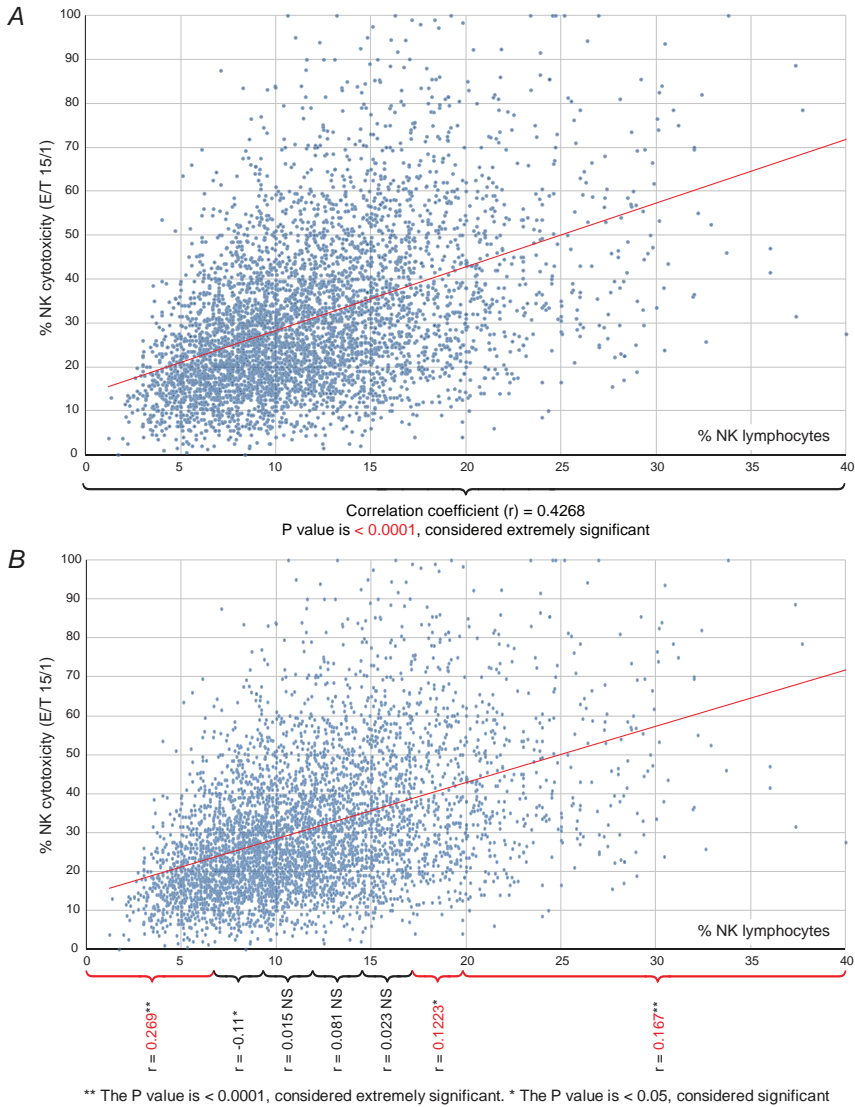 A
100
90
80
70
60
50
40
30
20
10
0
% NK cytotoxicity (E/T 15/1)
% NK lymphocytes
0 5 10 15 20 25 30 35 40
Correlation coefficient (r) = 0.4268
P value is < 0.0001, considered extremely significant
B
100
90
80
70
60
50
40
30
20
10
0
% NK cytotoxicity (E/T 15/1)
% NK lymphocytes
0 5 10 15 20 25 30 35 40
r = 0.269**
r = -0.11*
r = 0.015 NS
r = 0.081 NS
r = 0.023 NS
r = 0.1223*
r = 0.167**
** The P value is < 0.0001, considered extremely significant. * The P value is < 0.05, considered significant